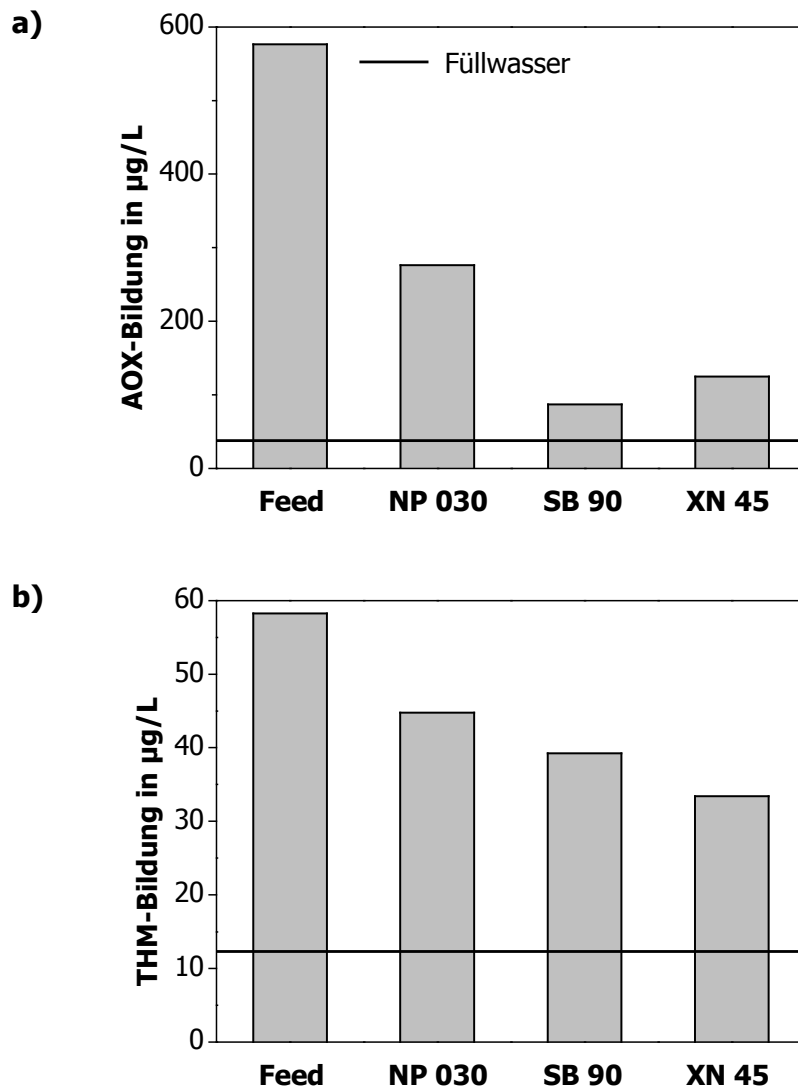 a)
AOX-Bildung in µg/L
600
400
200
0
Füllwasser
Feed NP 030 SB 90 XN 45
b)
THM-Bildung in µg/L
60
50
40
30
20
10
0
Feed NP 030 SB 90 XN 45